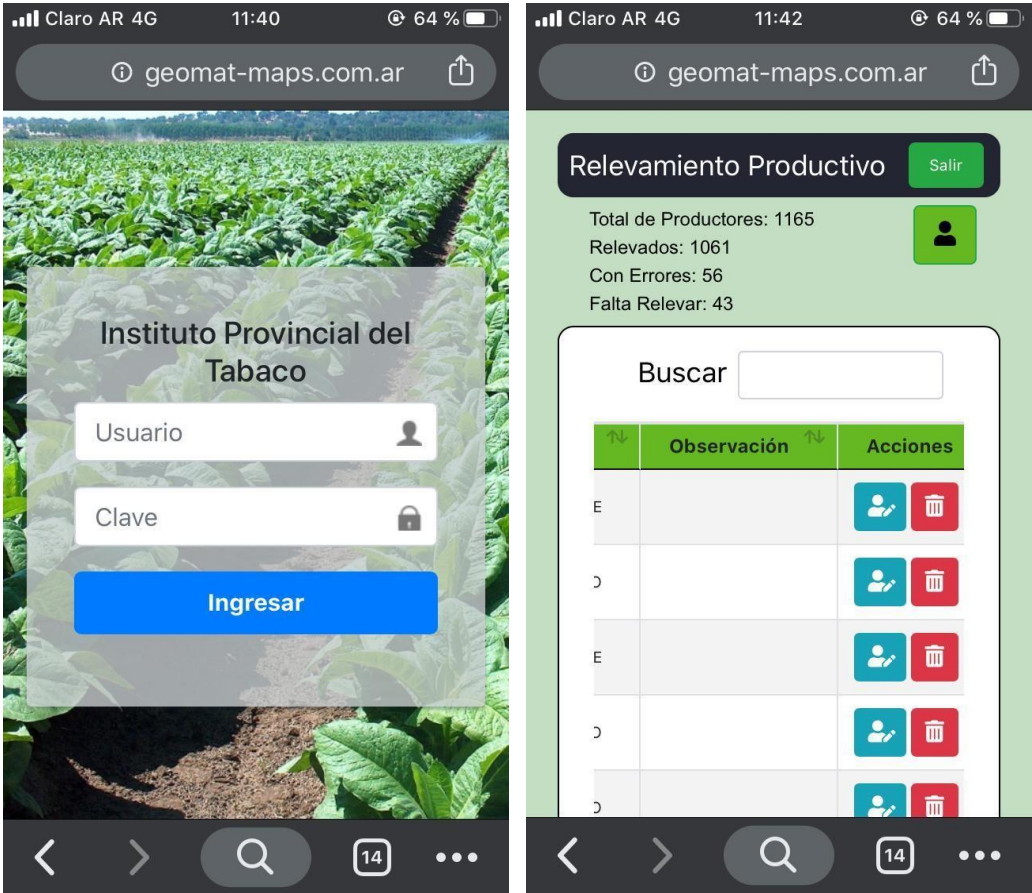 Claro AR 4G 11:40 64 %
geomat-maps.com.ar
Instituto Provincial del
Tabaco
Usuario
Clave
Ingresar
14
Claro AR 4G 11:42 64 %
geomat-maps.com.ar
Relevamiento Productivo Salir
Total de Productores: 1165
Relevados: 1061
Con Errores: 56
Falta Relevar: 43
Buscar
Observación Acciones
E
O
E
O
O
14